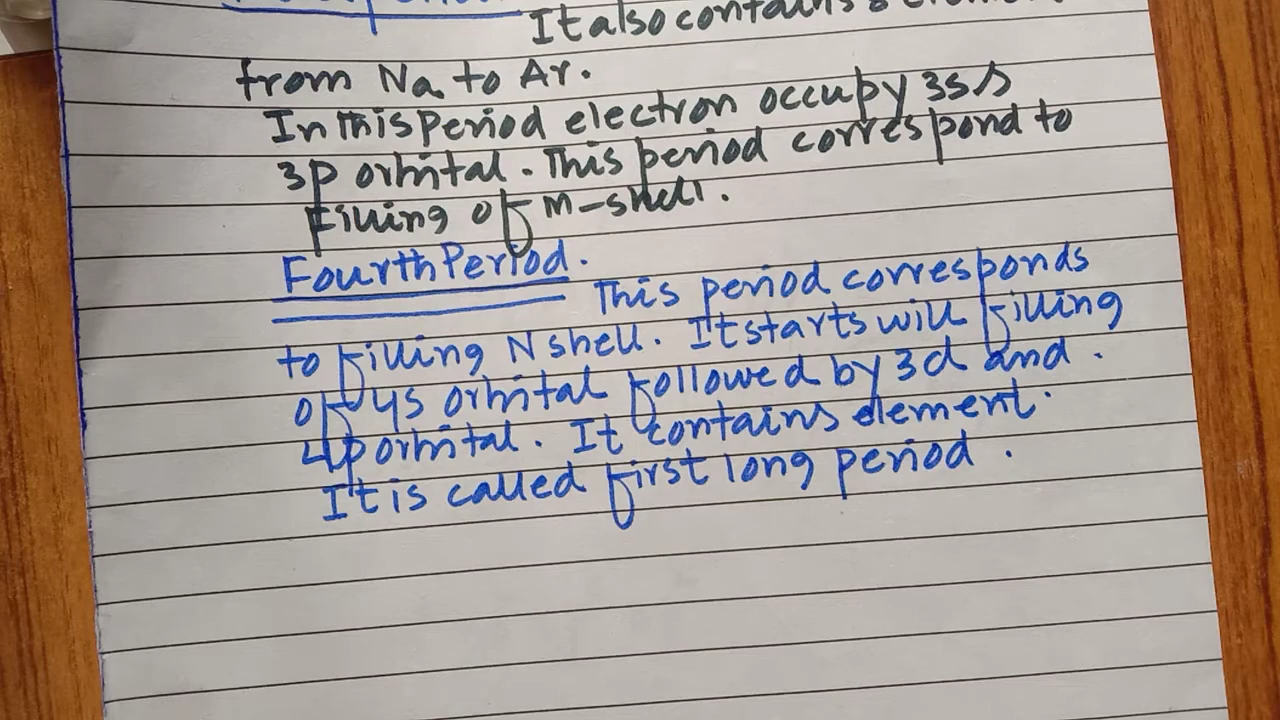 It also contains 8 element
from Na to Ar.
In this period electron occupy 3s &
3p orbital. This period correspond to
filling of M-shell.
Fourth Period.
This period corresponds
to filling N shell. It starts will filling
of 4s orbital followed by 3d and.
4p orbital. It contains element.
It is called first long period.